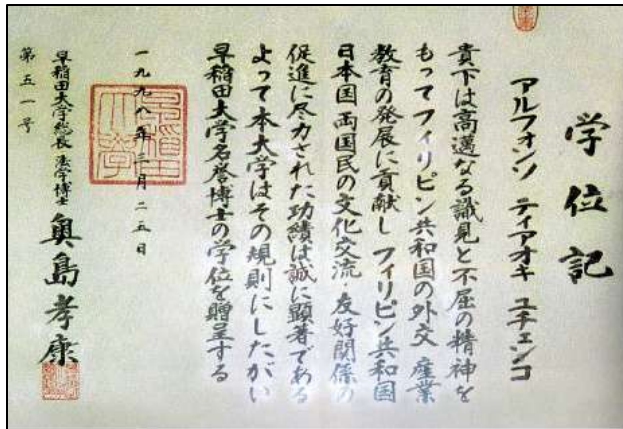 学位記
アルフォンソ ティアオキ ユチェンコ
貴下は高邁なる識見と不屈の精神を
もってフィリピン共和国の外交 産業
教育の発展に貢献し フィリピン共和国
日本国 両国民の文化交流・友好関係の
促進に尽力された功績は誠に顕著である
よって本大学はその規則にしたがい
早稲田大学名誉博士の学位を贈呈する
一九九八年二月二五日
早稲田大学総長 法学博士 奥島孝康
第五一号